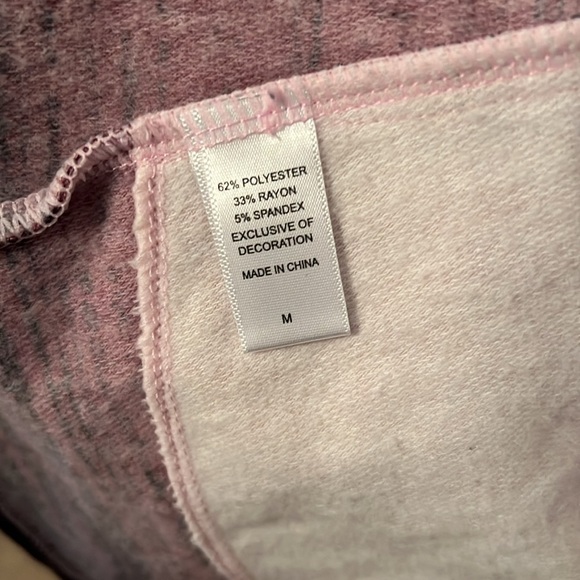 62% POLYESTER
33% RAYON
5% SPANDEX
EXCLUSIVE OF
DECORATION
MADE IN CHINA
M